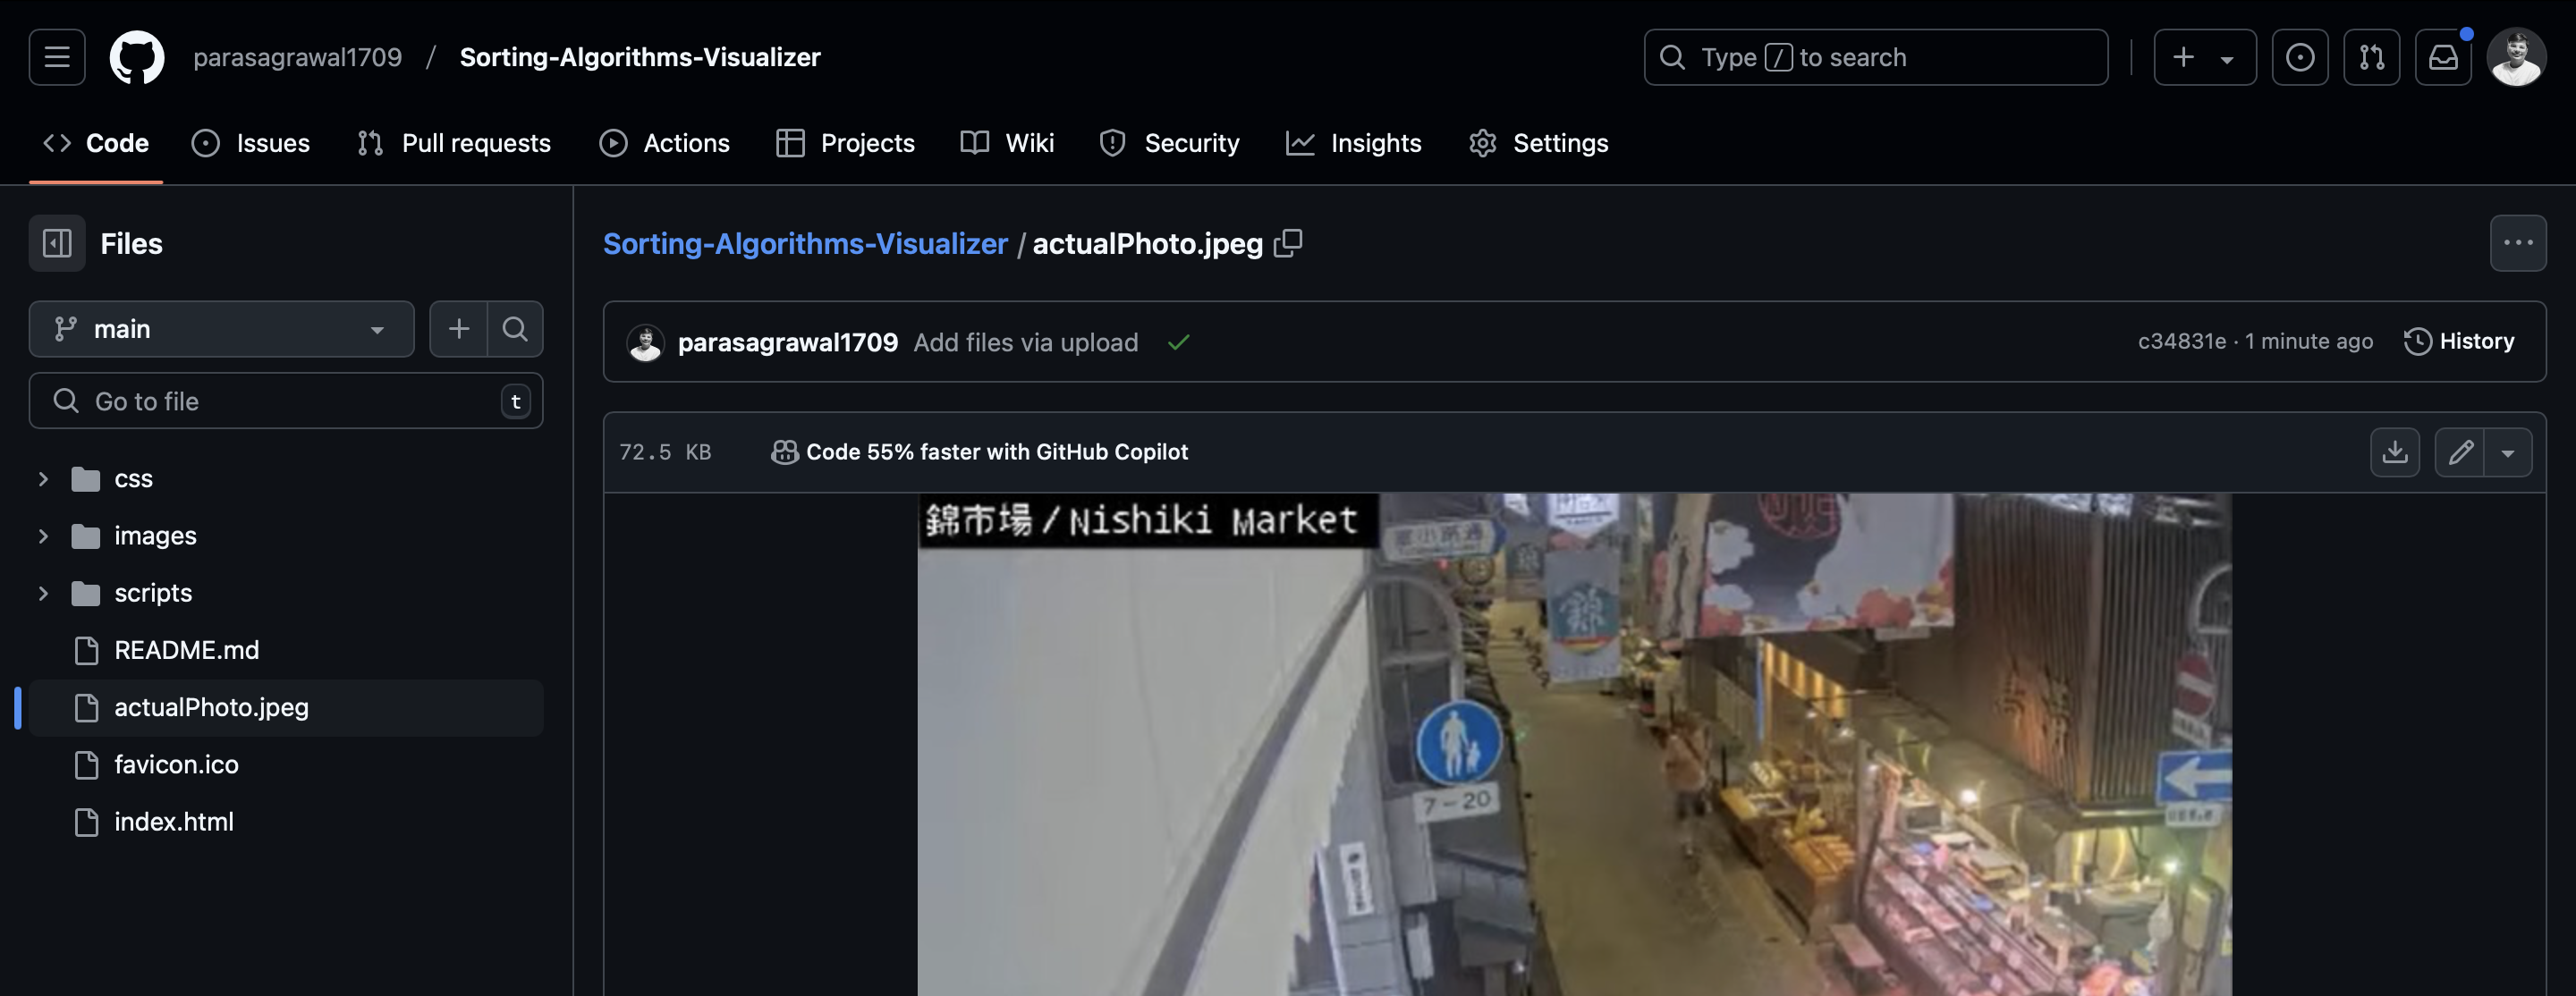 parasagrawal1709 / Sorting-Algorithms-Visualizer
Type / to search
Code
Issues
Pull requests
Actions
Projects
Wiki
Security
Insights
Settings
Files
main
Go to file
t
css
images
scripts
README.md
actualPhoto.jpeg
favicon.ico
index.html
Sorting-Algorithms-Visualizer / actualPhoto.jpeg
parasagrawal1709 Add files via upload
c34831e · 1 minute ago
History
72.5 KB
Code 55% faster with GitHub Copilot
錦市場/Nishiki Market
錦
7-20